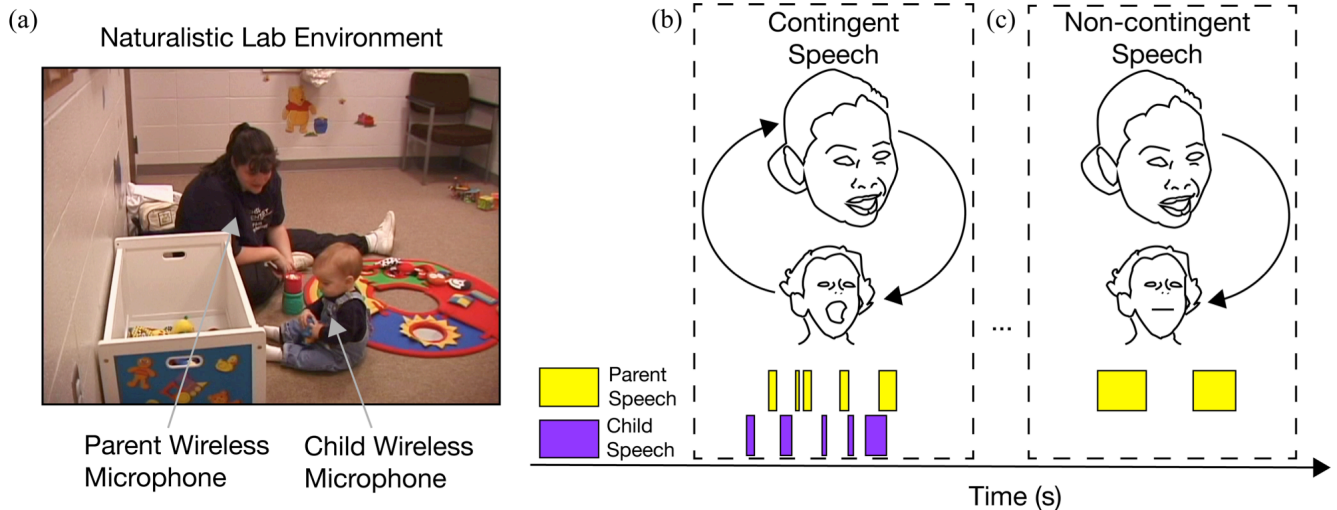 (a)
Naturalistic Lab Environment
Parent Wireless
Microphone
Child Wireless
Microphone
(b)
Contingent
Speech
(c)
Non-contingent
Speech
...
Parent
Speech
Child
Speech
Time (s)